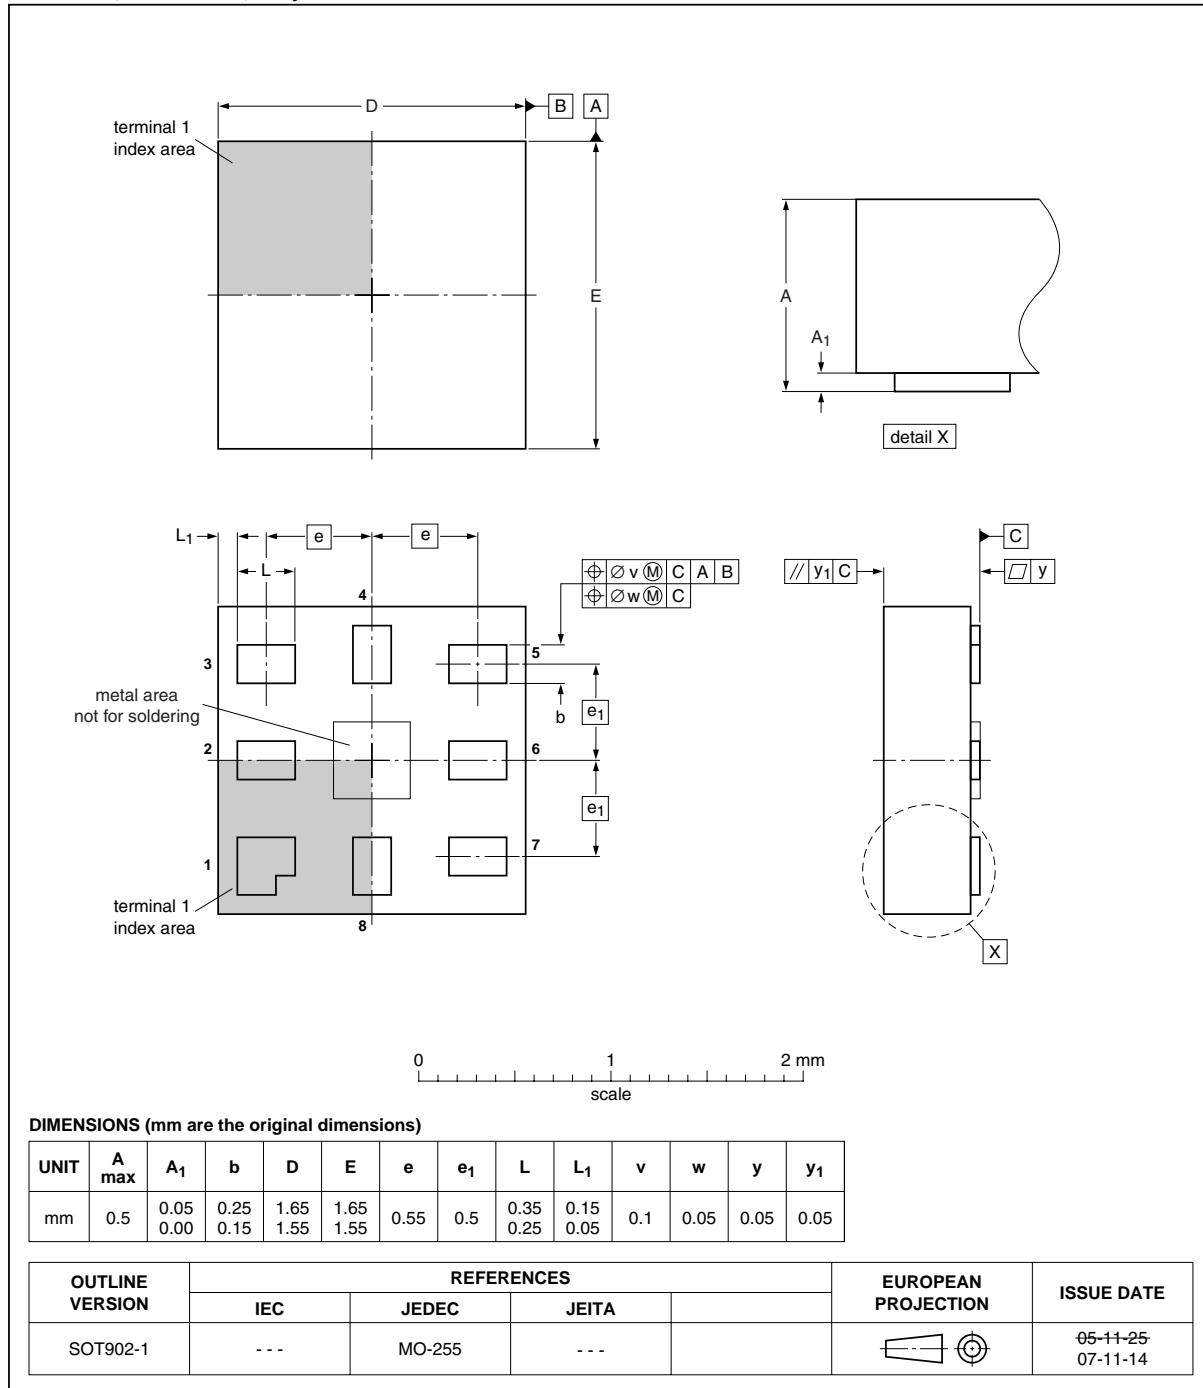 D
B
A
terminal 1
index area
E
A
A1
detail X
L1
e
e
L
4
⌖ ∅ v Ⓜ C A B
⌖ ∅ w Ⓜ C
C
// y1 C
⏥ y
3
5
metal area
not for soldering
b
e1
2
6
e1
1
7
terminal 1
index area
8
X
0 1 2 mm
scale
DIMENSIONS (mm are the original dimensions)
UNIT A max A1 b D E e e1 L L1 v w y y1
mm 0.5 0.05 0.00 0.25 0.15 1.65 1.55 1.65 1.55 0.55 0.5 0.35 0.25 0.15 0.05 0.1 0.05 0.05 0.05
OUTLINE VERSION REFERENCES EUROPEAN PROJECTION ISSUE DATE
IEC JEDEC JEITA
SOT902-1 - - - MO-255 - - - 05-11-25
07-11-14